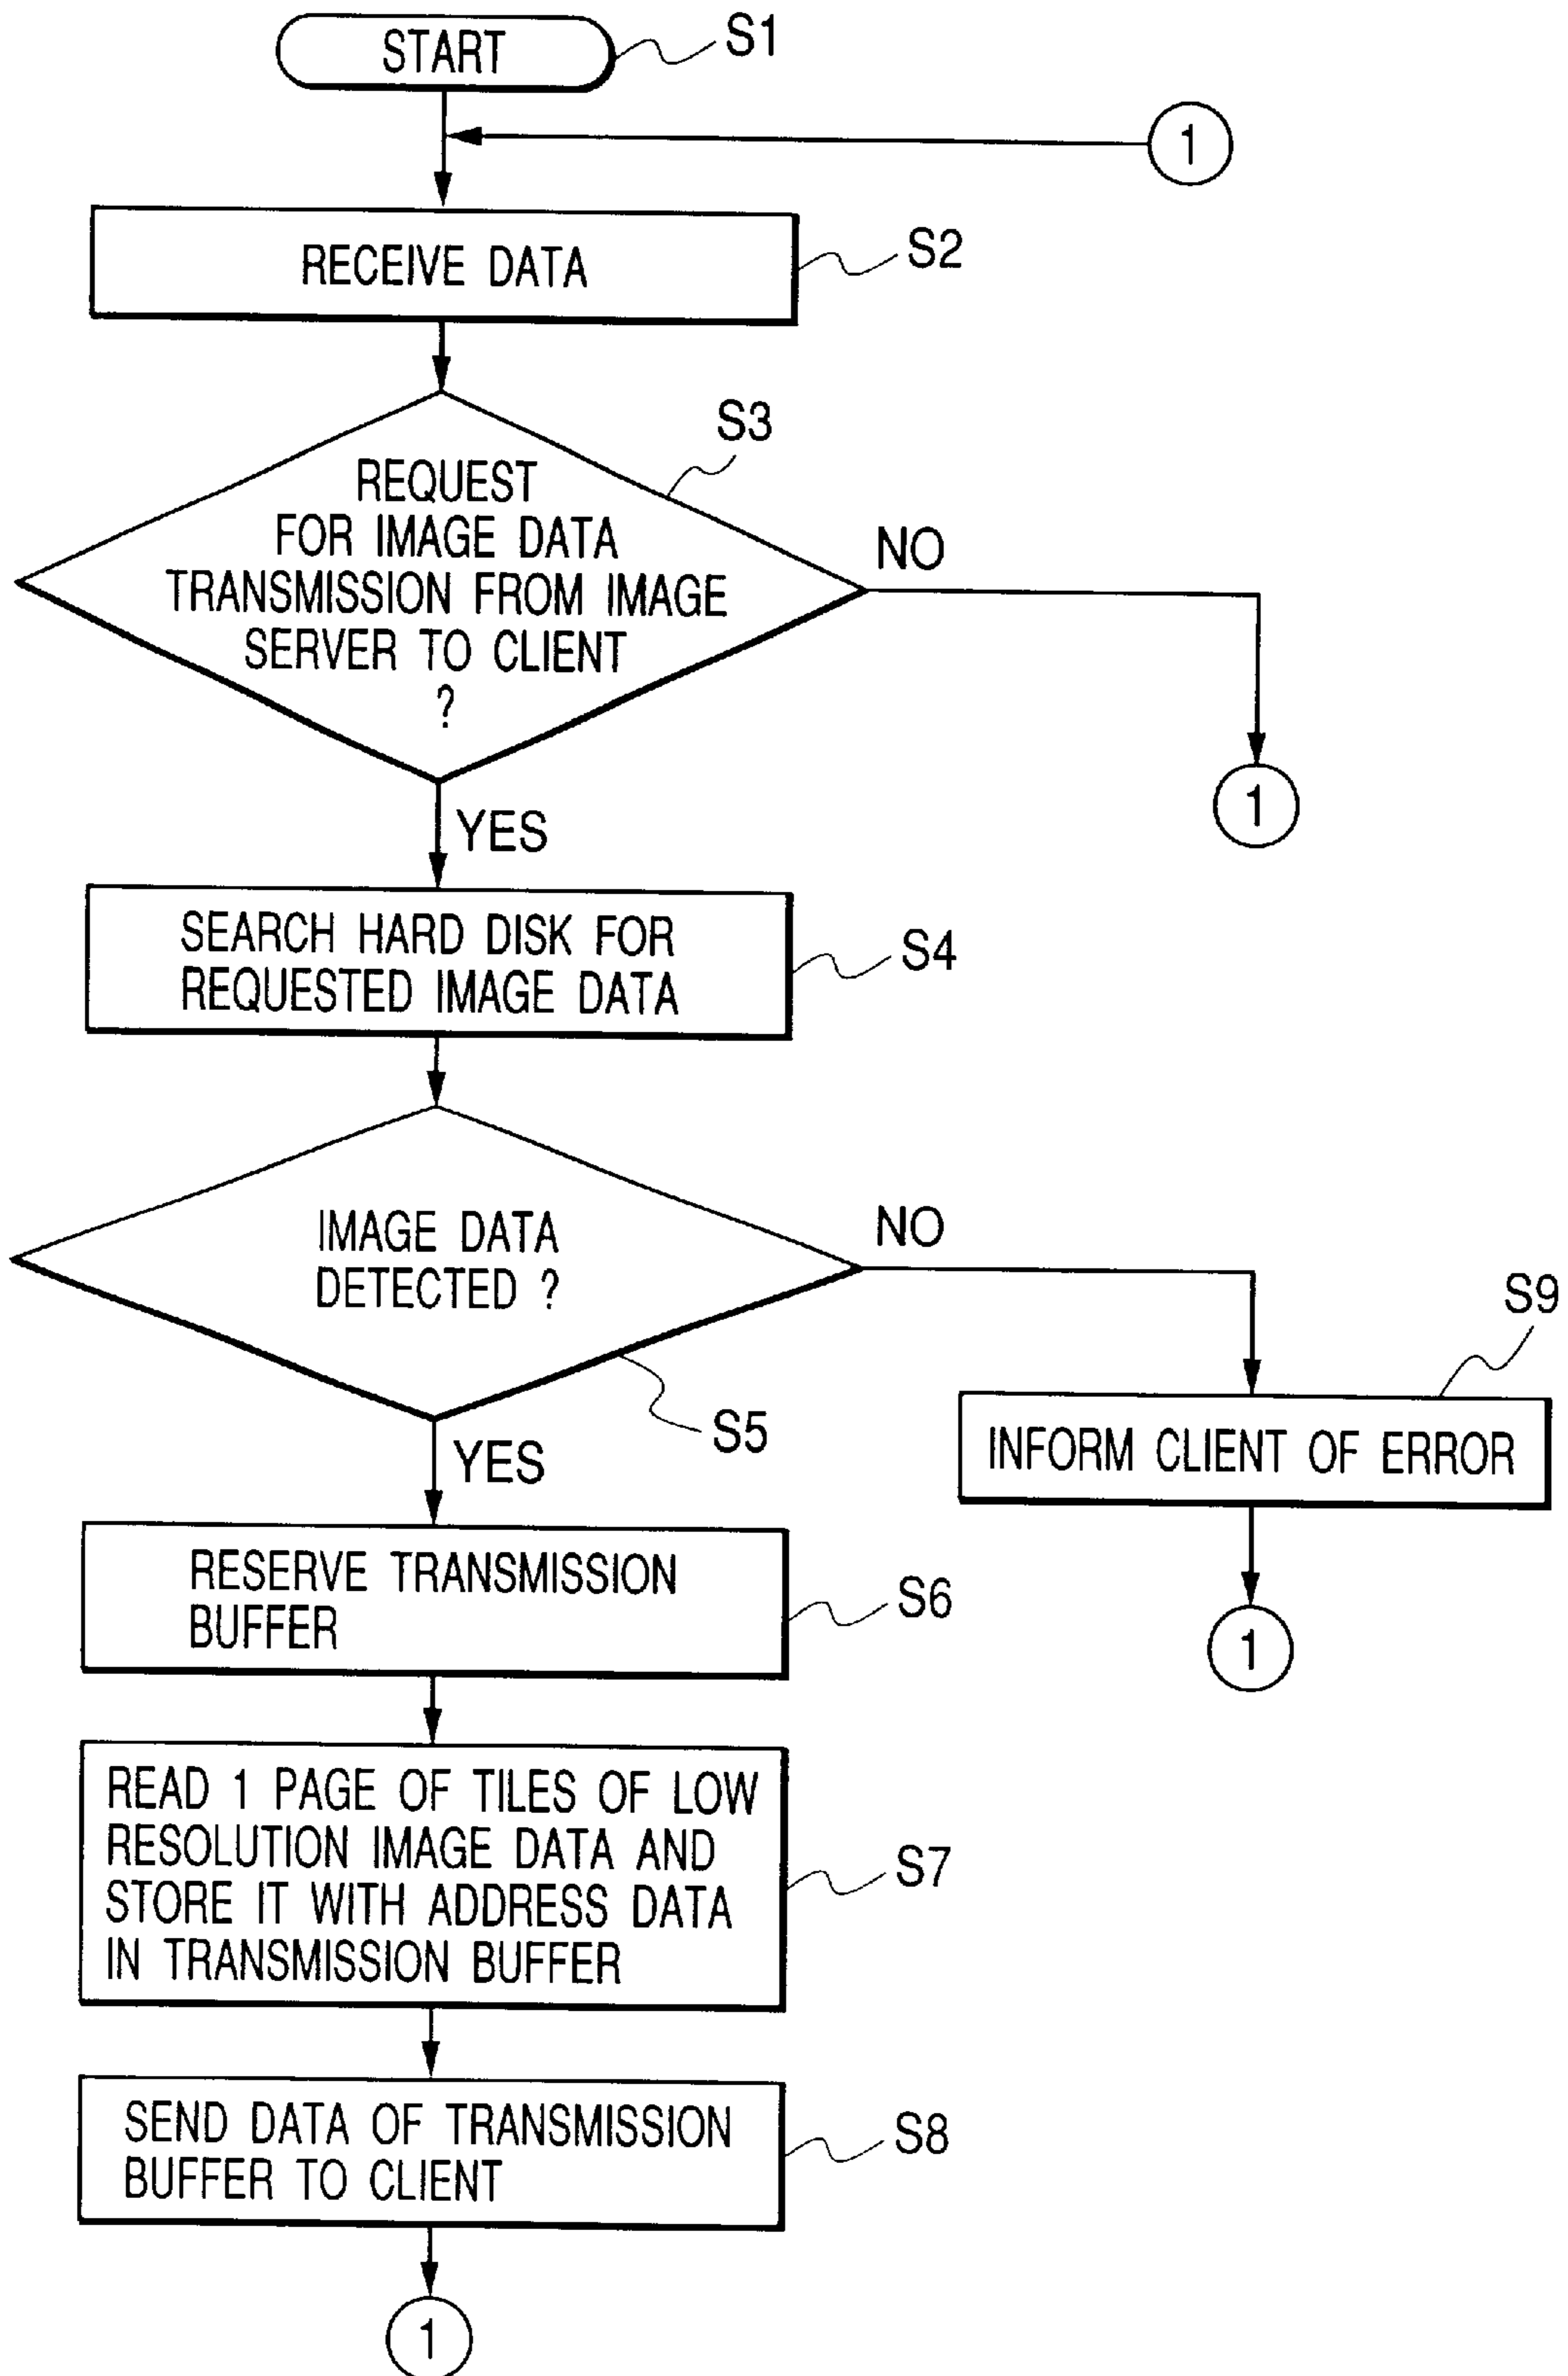 START
S1
1
RECEIVE DATA
S2
S3
REQUEST
FOR IMAGE DATA
TRANSMISSION FROM IMAGE
SERVER TO CLIENT
?
NO
1
YES
SEARCH HARD DISK FOR
REQUESTED IMAGE DATA
S4
IMAGE DATA
DETECTED ?
NO
S5
S9
INFORM CLIENT OF ERROR
1
YES
RESERVE TRANSMISSION
BUFFER
S6
READ 1 PAGE OF TILES OF LOW
RESOLUTION IMAGE DATA AND
STORE IT WITH ADDRESS DATA
IN TRANSMISSION BUFFER
S7
SEND DATA OF TRANSMISSION
BUFFER TO CLIENT
S8
1